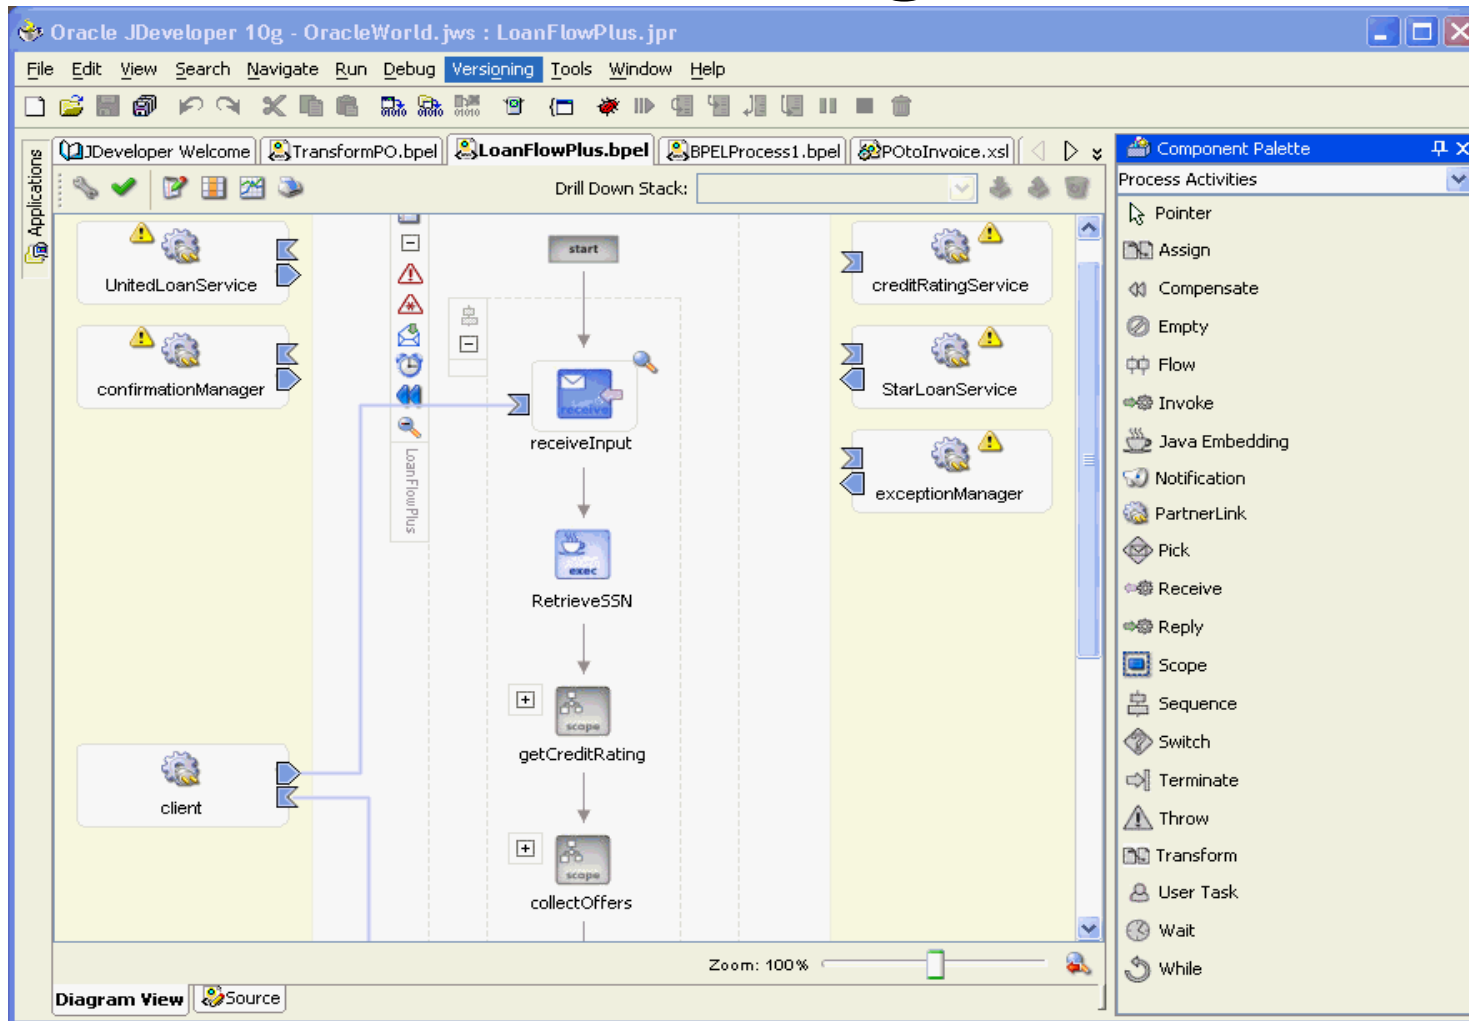 Oracle JDeveloper 10g - OracleWorld.jws : LoanFlowPlus.jpr
File Edit View Search Navigate Run Debug Versioning Tools Window Help
Applications
JDeveloper Welcome TransformPO.bpel LoanFlowPlus.bpel BPELProcess1.bpel POtoInvoice.xsl
Drill Down Stack:
UnitedLoanService
confirmationManager
client
LoanFlowPlus
start
receive
receiveInput
exec
RetrieveSSN
scope
getCreditRating
scope
collectOffers
creditRatingService
StarLoanService
exceptionManager
Zoom: 100%
Diagram View Source
Component Palette
Process Activities
Pointer
Assign
Compensate
Empty
Flow
Invoke
Java Embedding
Notification
PartnerLink
Pick
Receive
Reply
Scope
Sequence
Switch
Terminate
Throw
Transform
User Task
Wait
While